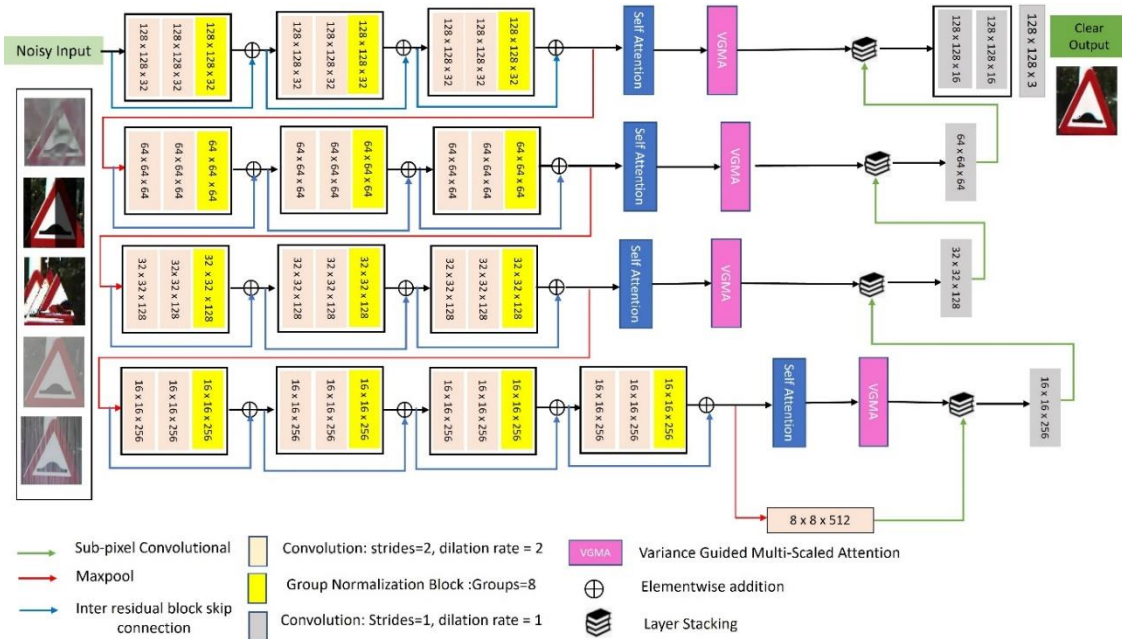 Noisy Input
128 x 128 x 32
128 x 128 x 32
128 x 128 x 32
128 x 128 x 32
128 x 128 x 32
128 x 128 x 32
128 x 128 x 32
128 x 128 x 32
128 x 128 x 32
Self Attention
VGMA
128 x 128 x 16
128 x 128 x 16
128 x 128 x 3
Clear
Output
64 x 64 x 64
64 x 64 x 64
64 x 64 x 64
64 x 64 x 64
64 x 64 x 64
64 x 64 x 64
64 x 64 x 64
64 x 64 x 64
64 x 64 x 64
Self Attention
VGMA
64 x 64 x 64
32 x 32 x 128
32x 32 x 128
32 x 32 x 128
32 x 32 x 128
32 x 32 x 128
32 x 32 x 128
32 x 32 x 128
32 x 32 x 128
32 x 32 x 128
Self Attention
VGMA
32 x 32 x 128
16 x 16 x 256
16 x 16 x 256
16 x 16 x 256
16 x 16 x 256
16 x 16 x 256
16 x 16 x 256
16 x 16 x 256
16 x 16 x 256
16 x 16 x 256
16 x 16 x 256
16 x 16 x 256
16 x 16 x 256
Self Attention
VGMA
16 x 16 x 256
8 x 8 x 512
Sub-pixel Convolutional
Maxpool
Inter residual block skip
connection
Convolution: strides=2, dilation rate = 2
Group Normalization Block :Groups=8
Convolution: Strides=1, dilation rate = 1
VGMA
Variance Guided Multi-Scaled Attention
Elementwise addition
Layer Stacking